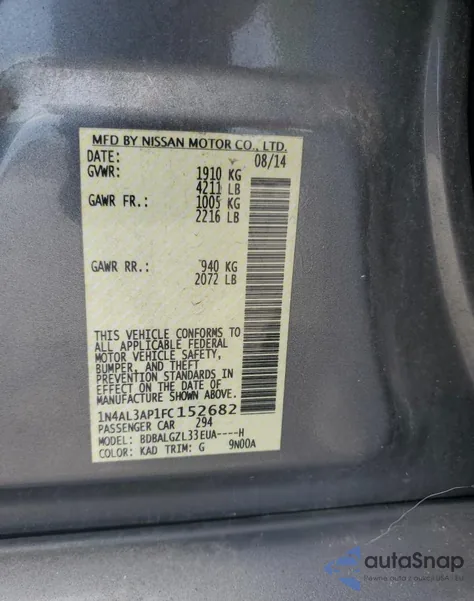 MFD BY NISSAN MOTOR CO., LTD.
DATE: 08/14
GVWR: 1910 KG
4211 LB
GAWR FR.: 1005 KG
2216 LB
GAWR RR.: 940 KG
2072 LB
THIS VEHICLE CONFORMS TO
ALL APPLICABLE FEDERAL
MOTOR VEHICLE SAFETY,
BUMPER, AND THEFT
PREVENTION STANDARDS
IN EFFECT ON THE DATE OF
MANUFACTURE SHOWN ABOVE.
1N4AL3AP1FC152682
PASSENGER CAR 294
MODEL: BDBALGZL33EUA----H
COLOR: KAD TRIM: G 9N00A
autaSnap